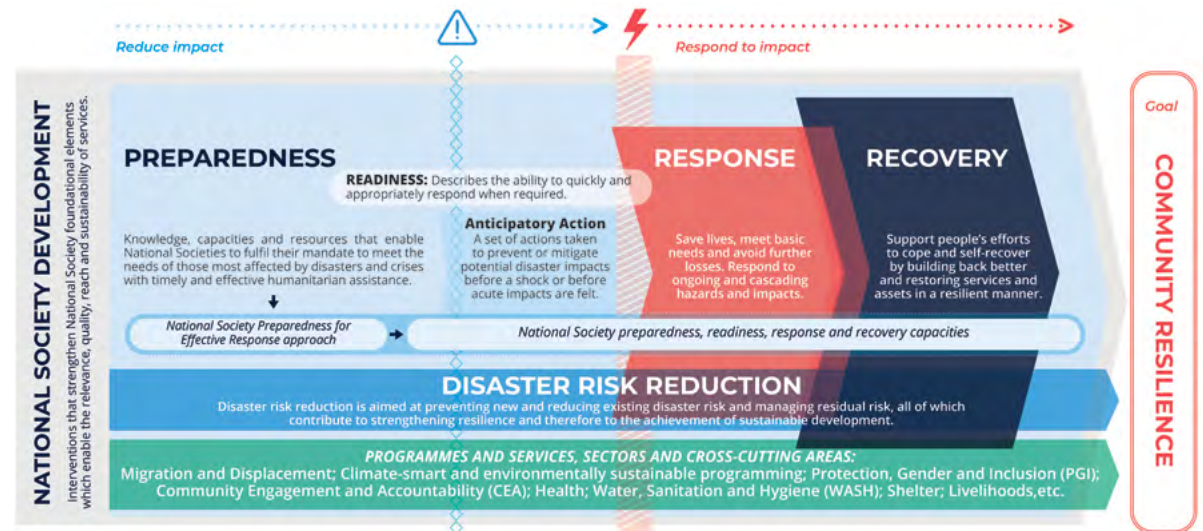 Reduce impact
Respond to impact
NATIONAL SOCIETY DEVELOPMENT
Interventions that strengthen National Society foundational elements
which enable the relevance, quality, reach and sustainability of services.
PREPAREDNESS
READINESS: Describes the ability to quickly and
appropriately respond when required.
Knowledge, capacities and resources that enable
National Societies to fulfil their mandate to meet the
needs of those most affected by disasters and crises
with timely and effective humanitarian assistance.
Anticipatory Action
A set of actions taken
to prevent or mitigate
potential disaster impacts
before a shock or before
acute impacts are felt.
RESPONSE
Save lives, meet basic
needs and avoid further
losses. Respond to
ongoing and cascading
hazards and impacts.
RECOVERY
Support people's efforts
to cope and self-recover
by building back better
and restoring services and
assets in a resilient manner.
National Society Preparedness for
Effective Response approach
National Society preparedness, readiness, response and recovery capacities
DISASTER RISK REDUCTION
Disaster risk reduction is aimed at preventing new and reducing existing disaster risk and managing residual risk, all of which
contribute to strengthening resilience and therefore to the achievement of sustainable development.
PROGRAMMES AND SERVICES, SECTORS AND CROSS-CUTTING AREAS:
Migration and Displacement; Climate-smart and environmentally sustainable programming; Protection, Gender and Inclusion (PGI);
Community Engagement and Accountability (CEA); Health; Water, Sanitation and Hygiene (WASH); Shelter; Livelihoods,etc.
Goal
COMMUNITY RESILIENCE